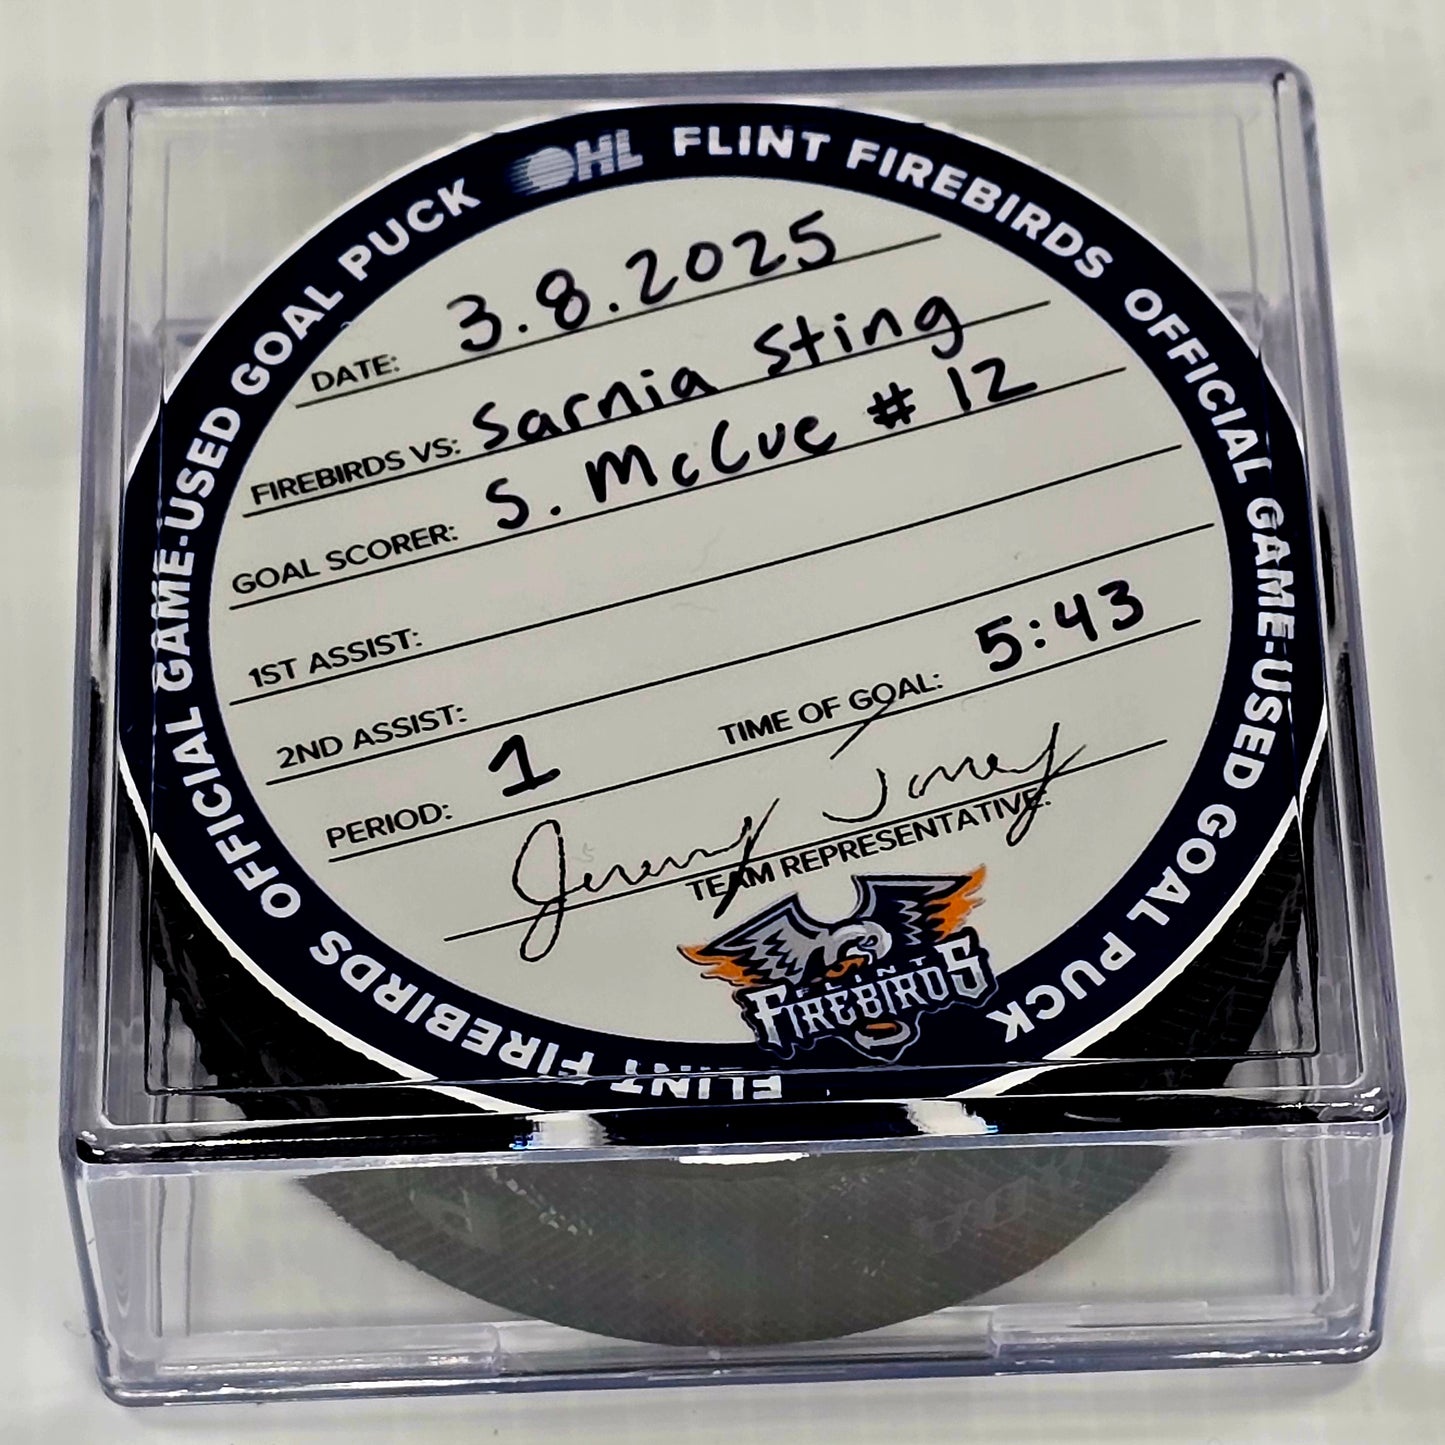 OHL FLINT FIREBIRDS OFFICIAL GAME-USED GOAL PUCK
FLINT FIREBIRDS OFFICIAL GAME-USED GOAL PUCK
DATE: 3.8.2025
FIREBIRDS VS: Sarnia Sting
GOAL SCORER: S. McCue #12
1ST ASSIST:
2ND ASSIST:
PERIOD: 1 TIME OF GOAL: 5:43
TEAM REPRESENTATIVE:
FLINT
FIREBIRDS